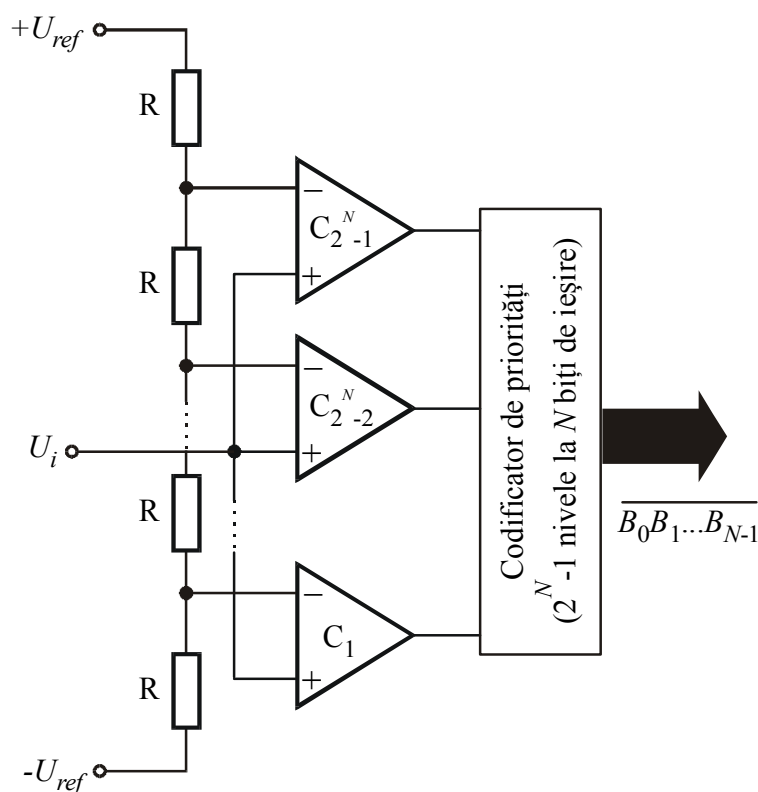 +U_ref
R
−
C_2^N-1
+
R
−
C_2^N-2
+
U_i
R
−
C_1
+
R
-U_ref
Codificator de priorități
(2^N-1 nivele la N biți de ieșire)
B_0B_1...B_N-1